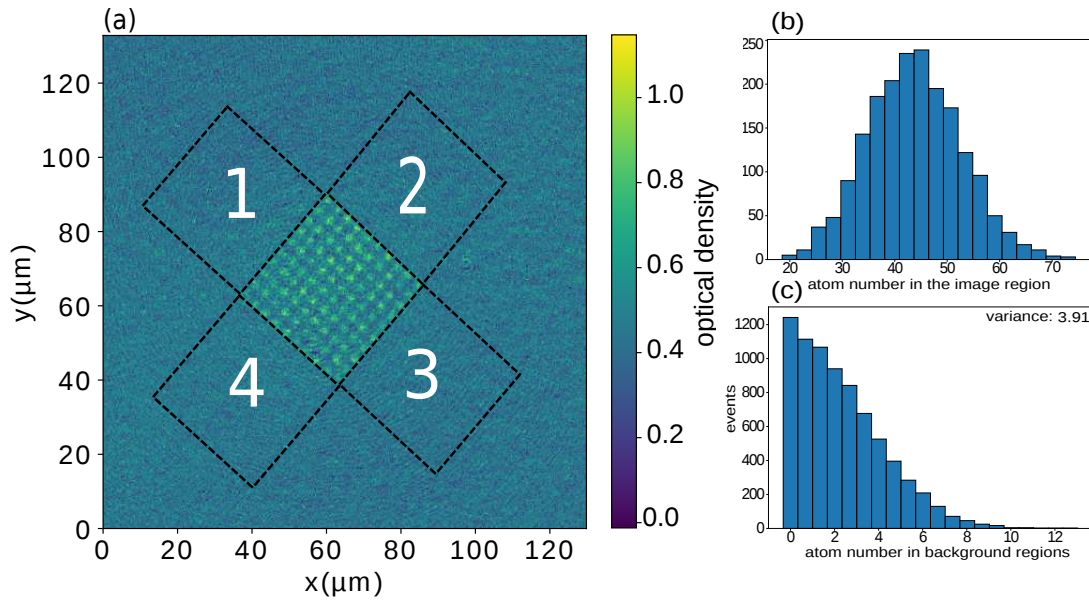 (a)
120
100
80
60
40
20
0
y(μm)
0 20 40 60 80 100 120
x(μm)
1
2
3
4
1.0
0.8
0.6
0.4
0.2
0.0
optical density
(b)
250
200
150
100
50
0
20 30 40 50 60 70
atom number in the image region
(c)
variance: 3.91
1200
1000
800
600
400
200
0
events
0 2 4 6 8 10 12
atom number in background regions